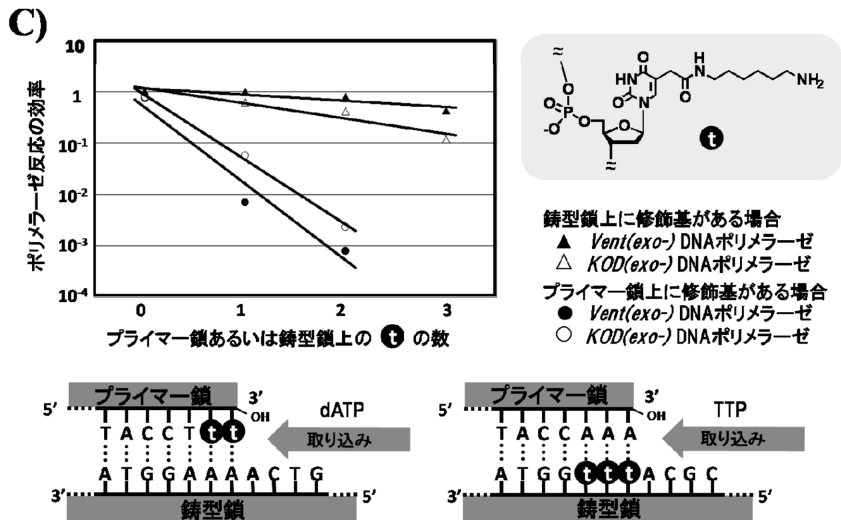 C)
ポリメラーゼ反応の効率
10
1
10-1
10-2
10-3
10-4
0 1 2 3
プライマー鎖あるいは鋳型鎖上の t の数
≈
O
O=P-O
-O
O
HN
O
N
O
O
N
H
NH2
≈
t
鋳型鎖上に修飾基がある場合
▲ Vent(exo-) DNAポリメラーゼ
△ KOD(exo-) DNAポリメラーゼ
プライマー鎖上に修飾基がある場合
● Vent(exo-) DNAポリメラーゼ
○ KOD(exo-) DNAポリメラーゼ
プライマー鎖
5’ 3’
OH
dATP
取り込み
T A C C T t t
A T G G A A A A C T G
3’ 5’
鋳型鎖
プライマー鎖
5’ 3’
OH
TTP
取り込み
T A C C A A A
A T G G t t t A C G C
3’ 5’
鋳型鎖